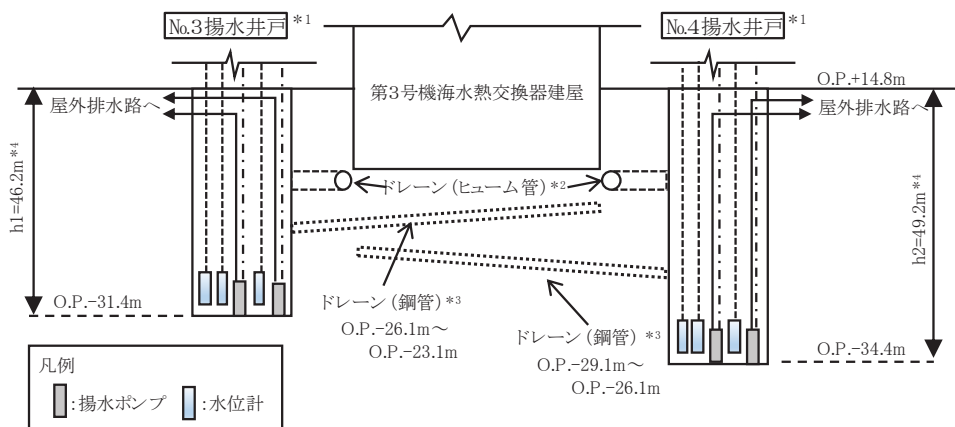 №3揚水井戸*1
№4揚水井戸*1
O.P.+14.8m
屋外排水路へ
第3号機海水熱交換器建屋
屋外排水路へ
h1=46.2m*4
ドレーン(ヒューム管)*2
h2=49.2m*4
O.P.-31.4m
ドレーン(鋼管)*3
O.P.-26.1m~
O.P.-23.1m
ドレーン(鋼管)*3
O.P.-29.1m~
O.P.-26.1m
O.P.-34.4m
凡例
:揚水ポンプ
:水位計